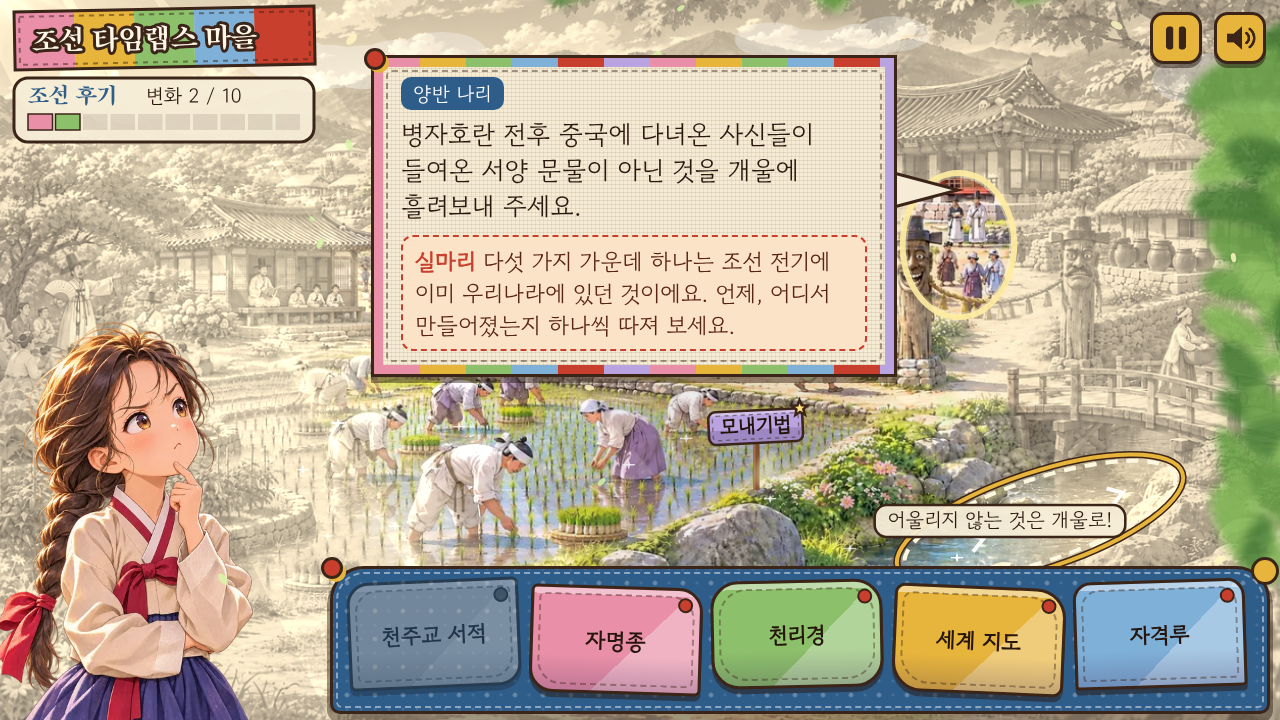 조선 타임랩스 마을
조선 후기 변화 2 / 10
양반 나리
병자호란 전후 중국에 다녀온 사신들이
들여온 서양 문물이 아닌 것을 개울에
흘려보내 주세요.
실마리 다섯 가지 가운데 하나는 조선 전기에
이미 우리나라에 있던 것이에요. 언제, 어디서
만들어졌는지 하나씩 따져 보세요.
모내기법
어울리지 않는 것은 개울로!
천주교 서적
자명종
천리경
세계 지도
자격루